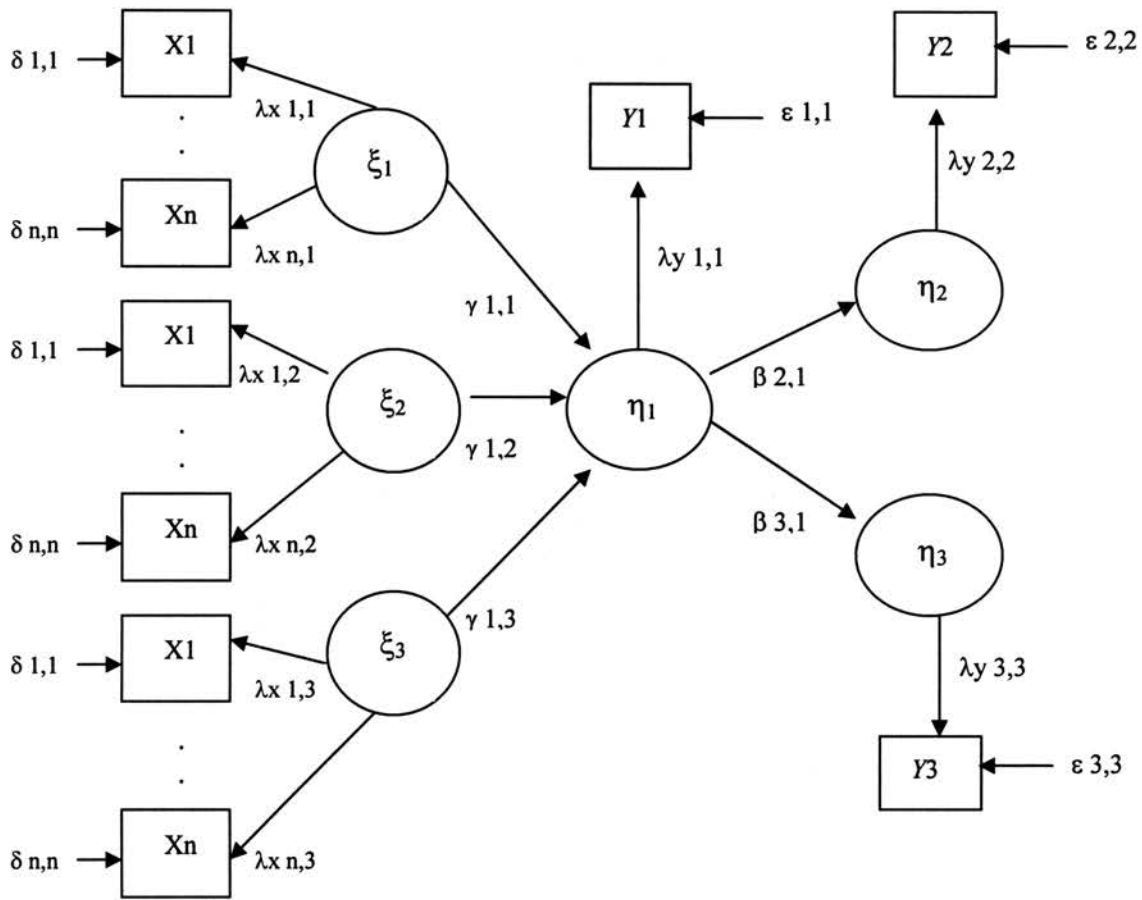 X1
δ 1,1
Y2
ε 2,2
λx 1,1
Y1
ε 1,1
ξ1
λy 2,2
Xn
δ n,n
λx n,1
λy 1,1
η2
γ 1,1
X1
δ 1,1
λx 1,2
ξ2
η1
β 2,1
γ 1,2
Xn
δ n,n
λx n,2
β 3,1
η3
γ 1,3
X1
δ 1,1
ξ3
λx 1,3
λy 3,3
Y3
ε 3,3
Xn
δ n,n
λx n,3